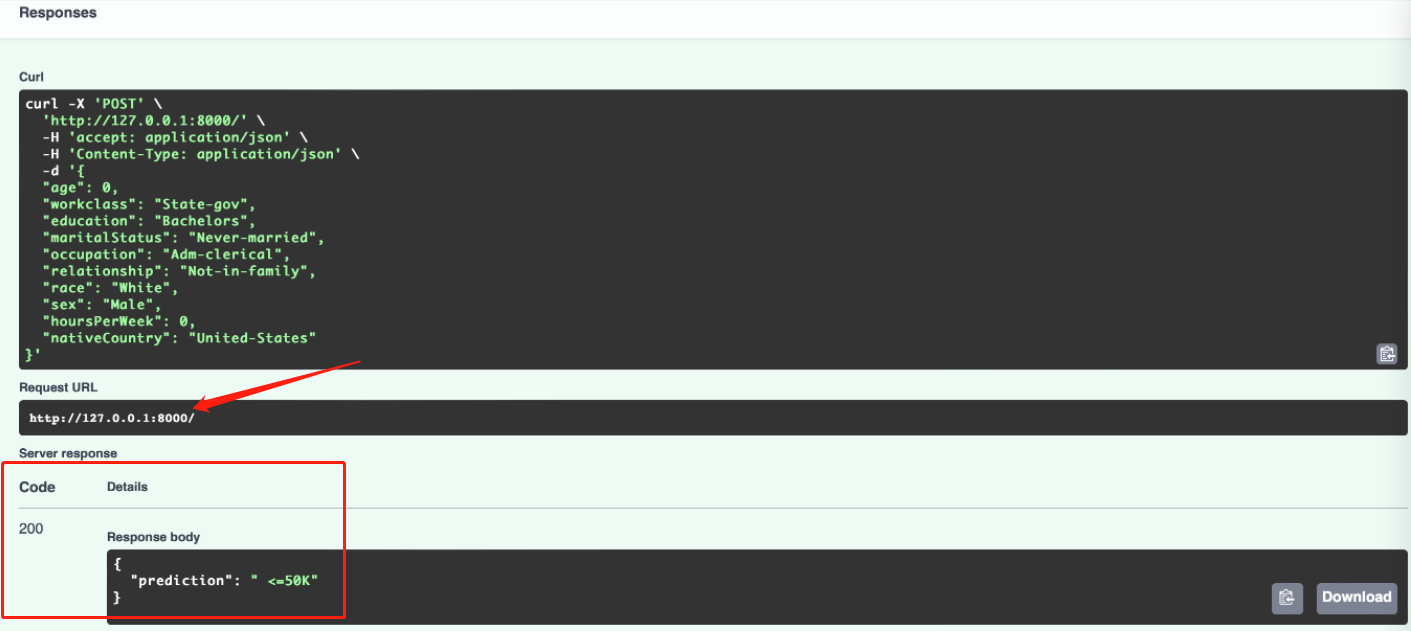 Responses
Curl
curl -X 'POST' \
  'http://127.0.0.1:8000/' \
  -H 'accept: application/json' \
  -H 'Content-Type: application/json' \
  -d '{
  "age": 0,
  "workclass": "State-gov",
  "education": "Bachelors",
  "maritalStatus": "Never-married",
  "occupation": "Adm-clerical",
  "relationship": "Not-in-family",
  "race": "White",
  "sex": "Male",
  "hoursPerWeek": 0,
  "nativeCountry": "United-States"
}'
Request URL
http://127.0.0.1:8000/
Server response
Code Details
200
Response body
{
  "prediction": " <=50K"
}
Download